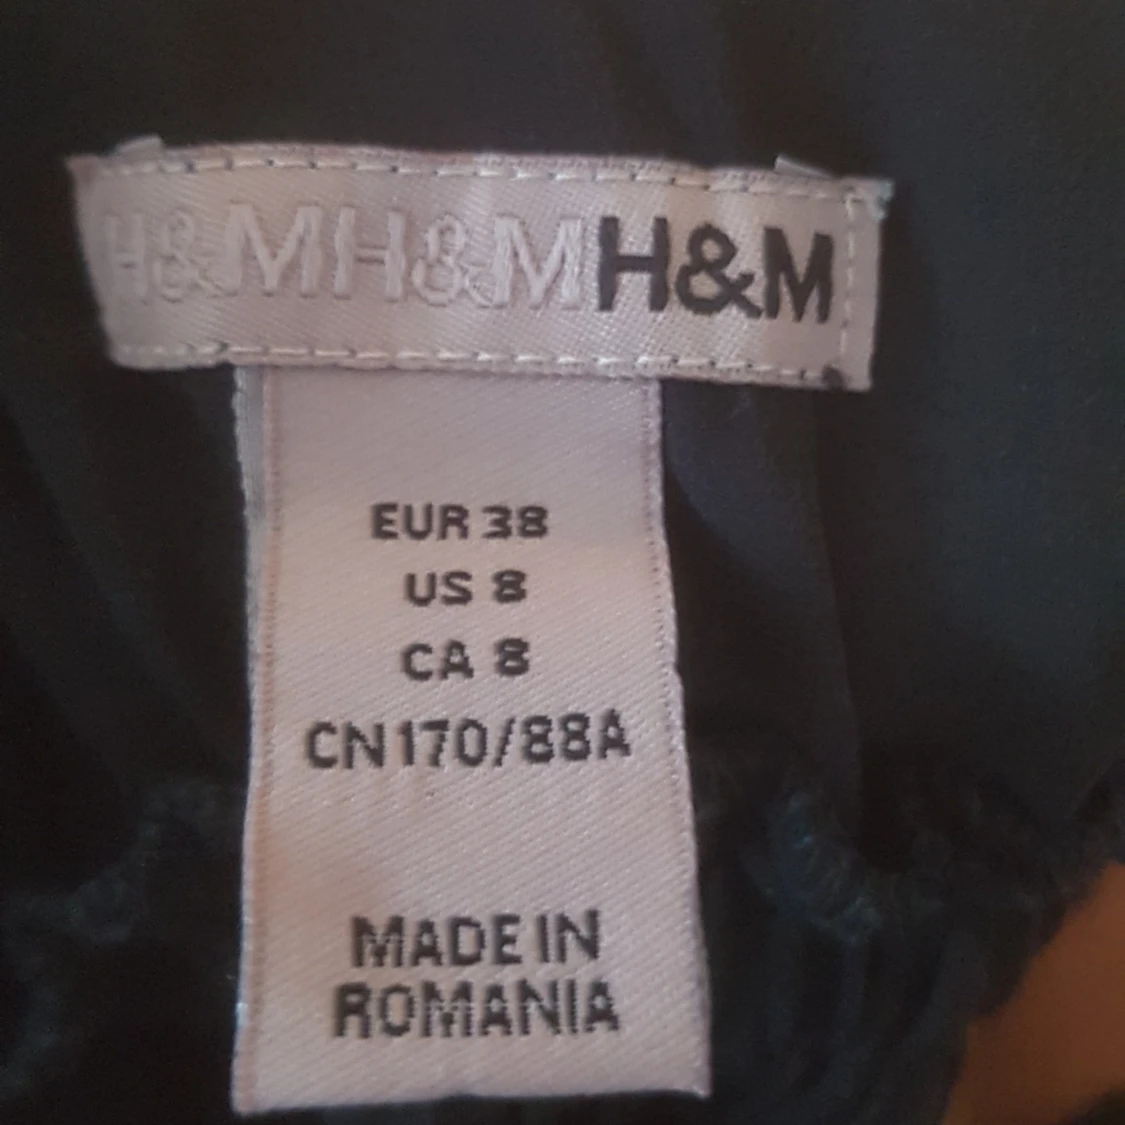 H&MH&MH&M
EUR 38
US 8
CA 8
CN170/88A
MADE IN
ROMANIA